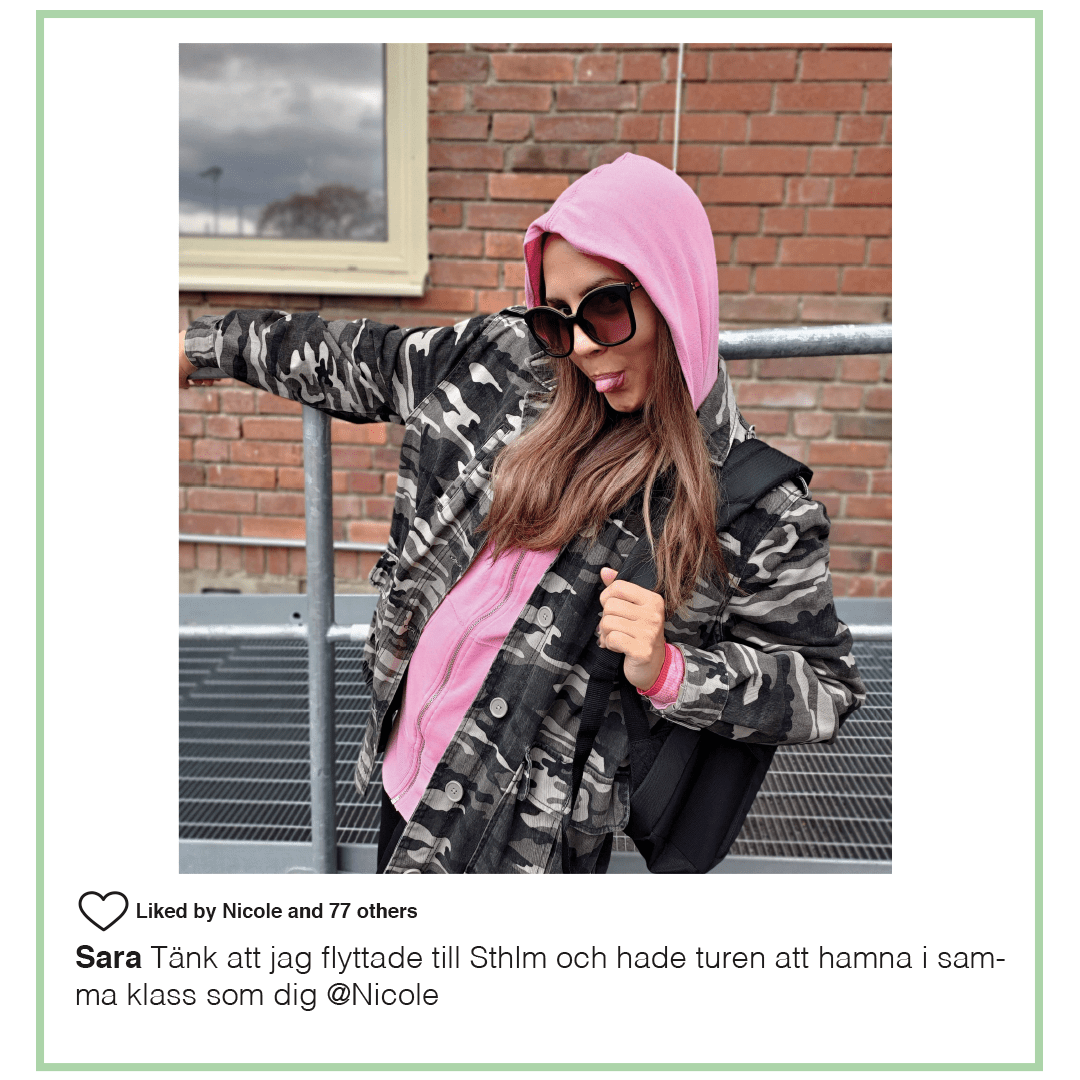 Liked by Nicole and 77 others
Sara Tänk att jag flyttade till Sthlm och hade turen att hamna i sam-
ma klass som dig @Nicole